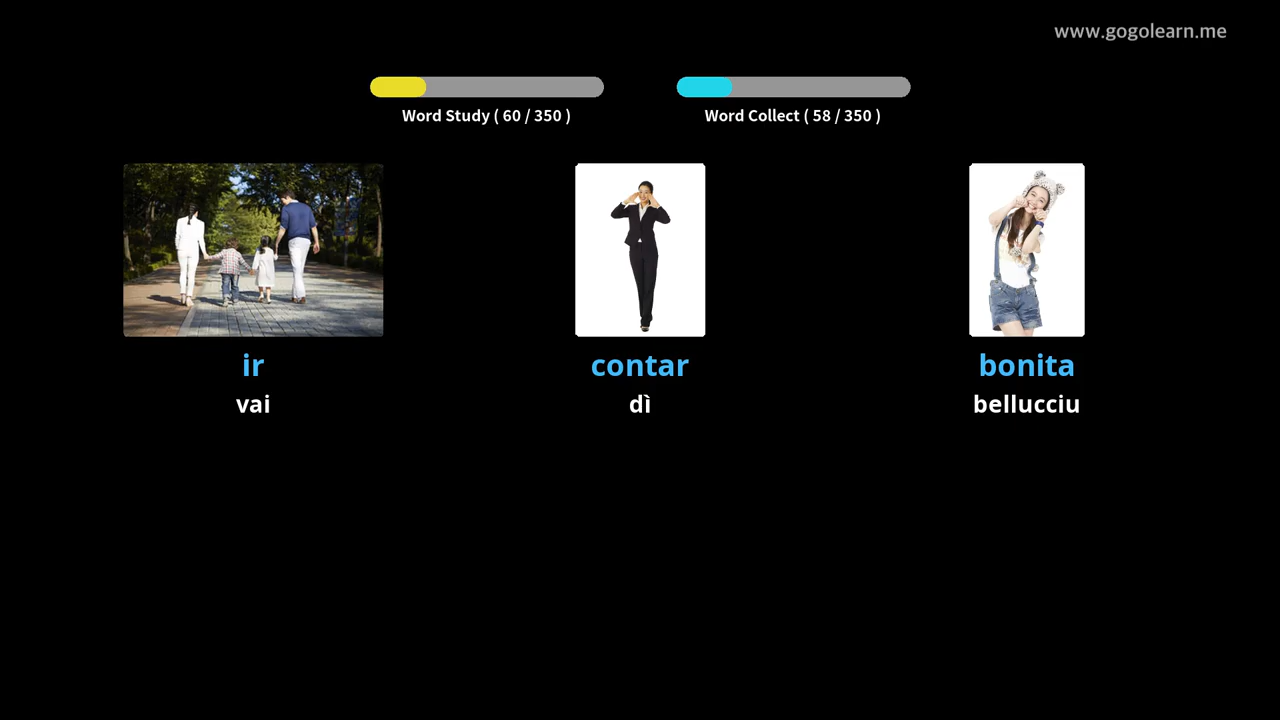 www.gogolearn.me
Word Study ( 60 / 350 )
Word Collect ( 58 / 350 )
ir
vai
contar
dì
bonita
bellucciu